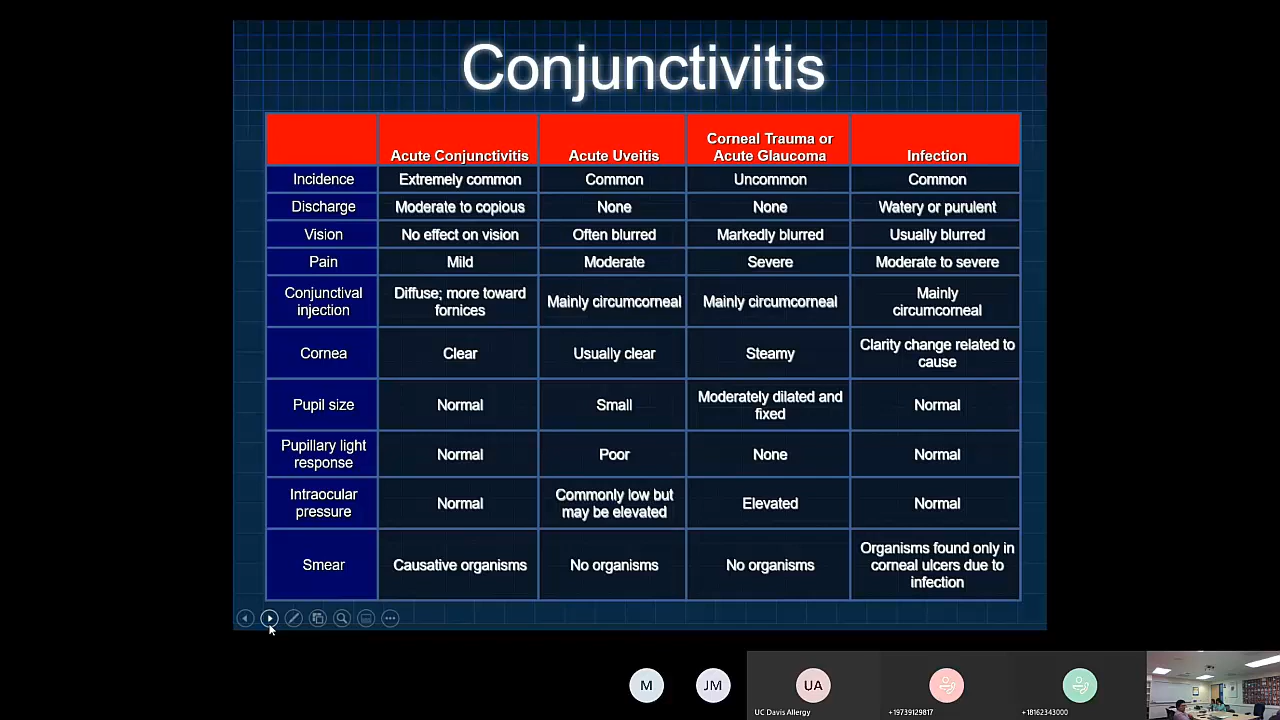 Conjunctivitis
Acute Conjunctivitis Acute Uveitis Corneal Trauma or Acute Glaucoma Infection
Incidence Extremely common Common Uncommon Common
Discharge Moderate to copious None None Watery or purulent
Vision No effect on vision Often blurred Markedly blurred Usually blurred
Pain Mild Moderate Severe Moderate to severe
Conjunctival injection Diffuse; more toward fornices Mainly circumcorneal Mainly circumcorneal Mainly circumcorneal
Cornea Clear Usually clear Steamy Clarity change related to cause
Pupil size Normal Small Moderately dilated and fixed Normal
Pupillary light response Normal Poor None Normal
Intraocular pressure Normal Commonly low but may be elevated Elevated Normal
Smear Causative organisms No organisms No organisms Organisms found only in corneal ulcers due to infection
M JM UA
UC Davis Allergy +19739129817 +18162343000